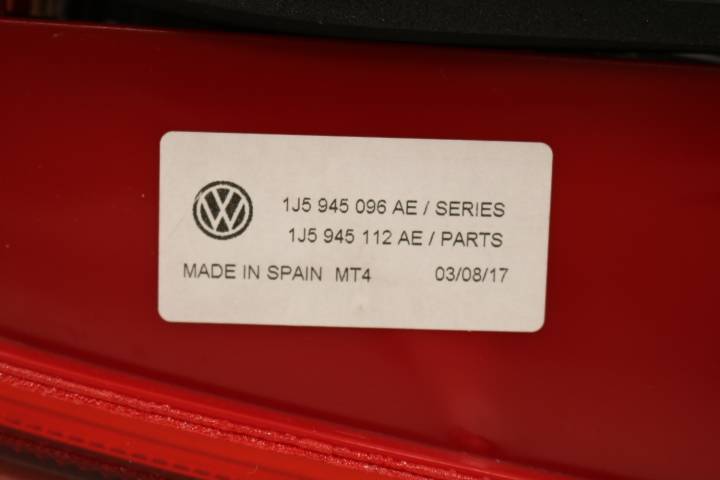 1J5 945 096 AE / SERIES
1J5 945 112 AE / PARTS
MADE IN SPAIN MT4 03/08/17